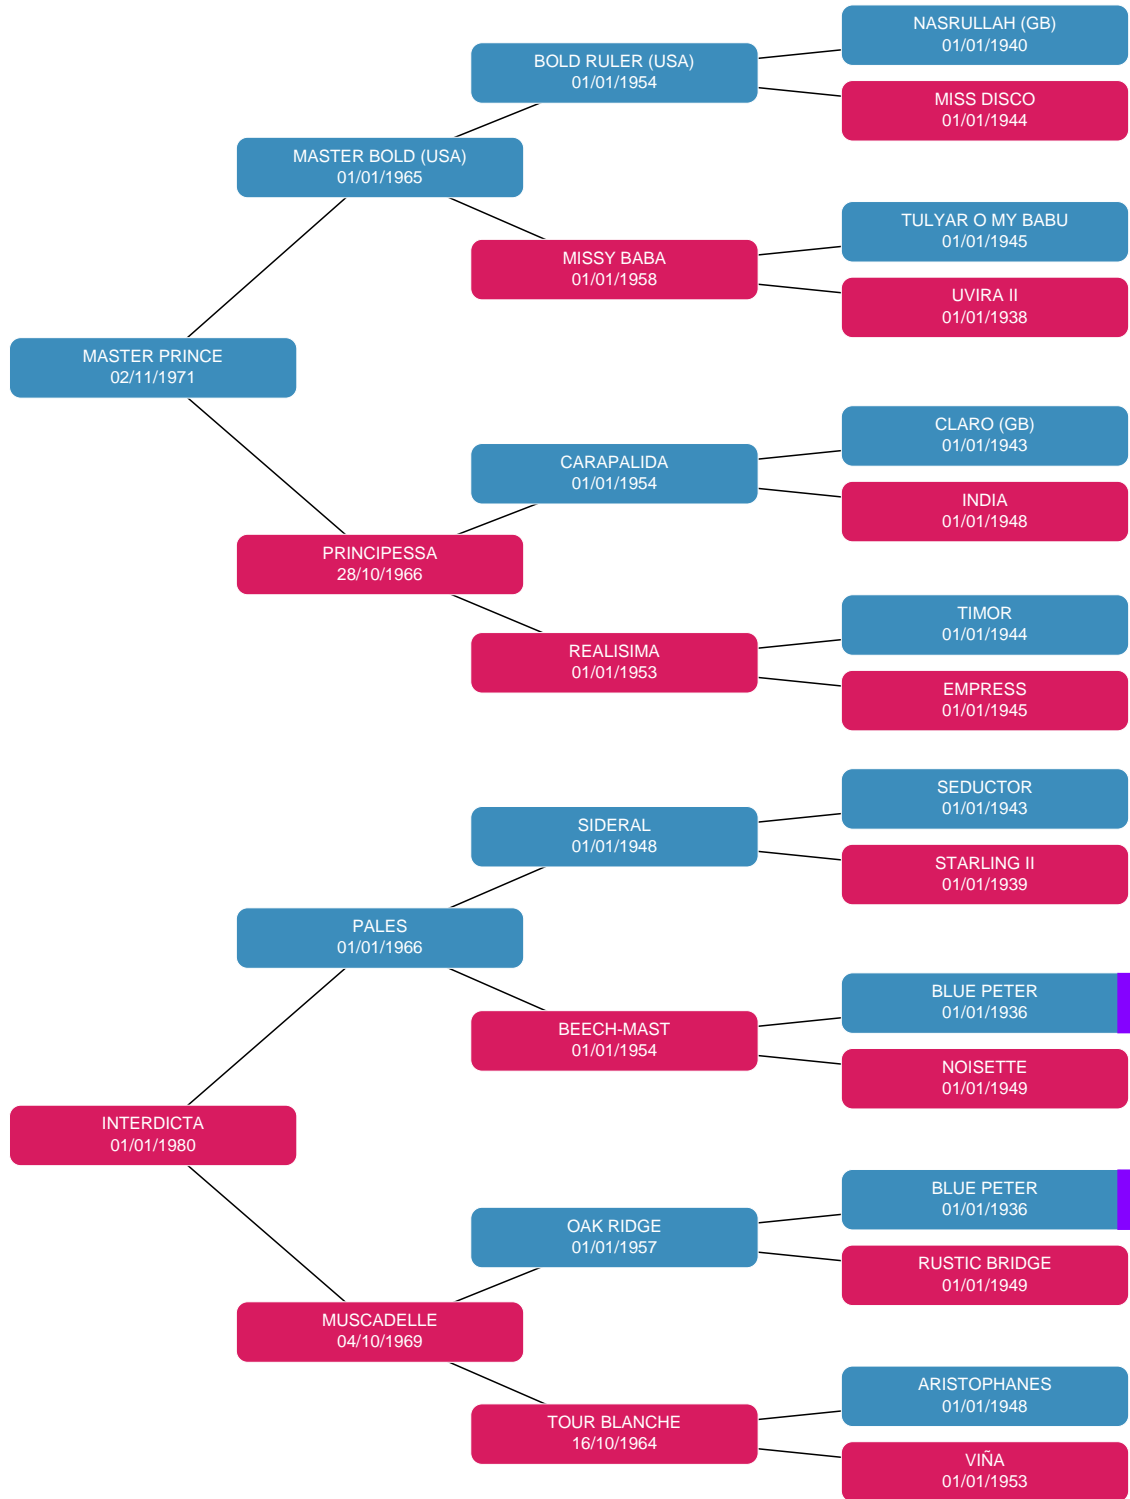 NASRULLAH (GB)
01/01/1940
BOLD RULER (USA)
01/01/1954
MISS DISCO
01/01/1944
MASTER BOLD (USA)
01/01/1965
TULYAR O MY BABU
01/01/1945
MISSY BABA
01/01/1958
UVIRA II
01/01/1938
MASTER PRINCE
02/11/1971
CLARO (GB)
01/01/1943
CARAPALIDA
01/01/1954
INDIA
01/01/1948
PRINCIPESSA
28/10/1966
TIMOR
01/01/1944
REALISIMA
01/01/1953
EMPRESS
01/01/1945
SEDUCTOR
01/01/1943
SIDERAL
01/01/1948
STARLING II
01/01/1939
PALES
01/01/1966
BLUE PETER
01/01/1936
BEECH-MAST
01/01/1954
NOISETTE
01/01/1949
INTERDICTA
01/01/1980
BLUE PETER
01/01/1936
OAK RIDGE
01/01/1957
RUSTIC BRIDGE
01/01/1949
MUSCADELLE
04/10/1969
ARISTOPHANES
01/01/1948
TOUR BLANCHE
16/10/1964
VIÑA
01/01/1953